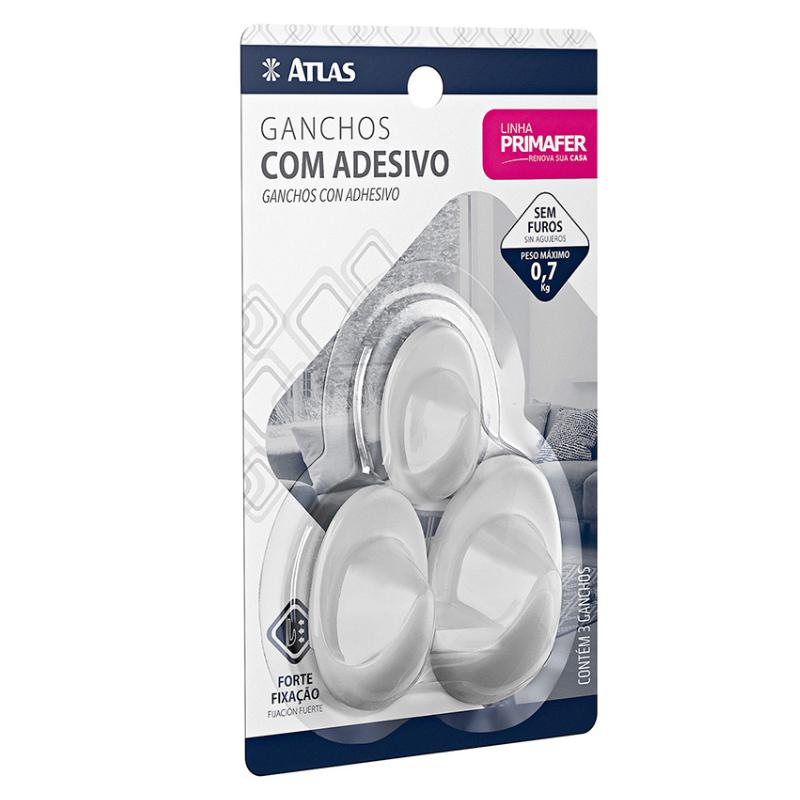 ATLAS
GANCHOS
COM ADESIVO
GANCHOS CON ADHESIVO
LINHA
PRIMAFER
RENOVA SUA CASA
SEM
FUROS
SIN AGUJEROS
PESO MÁXIMO
0,7
Kg
FORTE
FIXAÇÃO
FIJACIÓN FUERTE
CONTÉM 3 GANCHOS